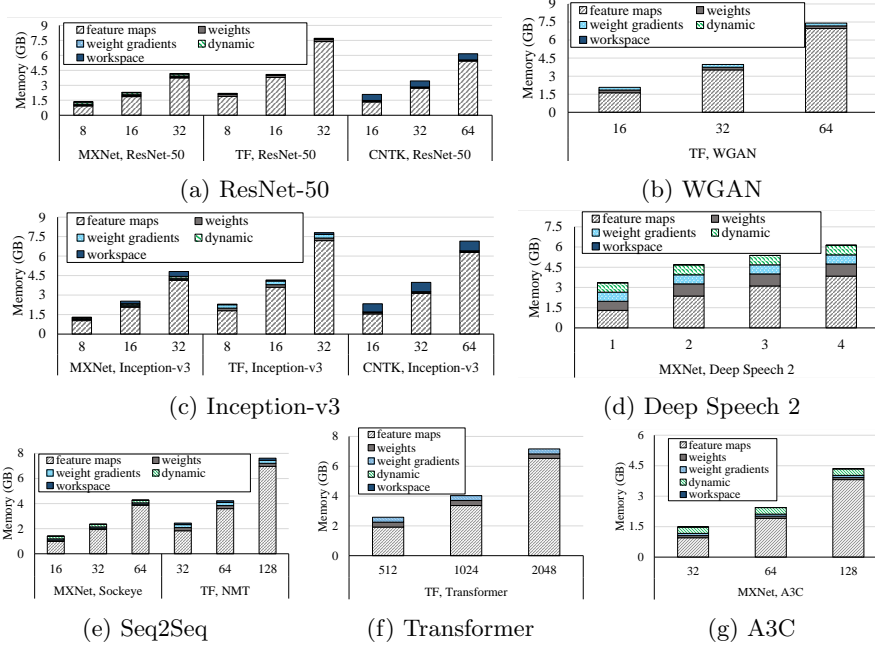 9
7.5
6
4.5
3
1.5
0
Memory (GB)
feature maps weights
weight gradients dynamic
workspace
8 16 32 8 16 32 16 32 64
MXNet, ResNet-50 TF, ResNet-50 CNTK, ResNet-50
(a) ResNet-50
9
7.5
6
4.5
3
1.5
0
Memory (GB)
feature maps weights
weight gradients dynamic
workspace
16 32 64
TF, WGAN
(b) WGAN
9
7.5
6
4.5
3
1.5
0
Memory (GB)
feature maps weights
weight gradients dynamic
workspace
8 16 32 8 16 32 16 32 64
MXNet, Inception-v3 TF, Inception-v3 CNTK, Inception-v3
(c) Inception-v3
7.5
6
4.5
3
1.5
0
Memory (GB)
feature maps weights
weight gradients dynamic
workspace
1 2 3 4
MXNet, Deep Speech 2
(d) Deep Speech 2
8
6
4
2
0
Memory (GB)
feature maps weights
weight gradients dynamic
workspace
16 32 64 32 64 128
MXNet, Sockeye TF, NMT
(e) Seq2Seq
8
6
4
2
0
Memory (GB)
feature maps
weights
weight gradients
dynamic
workspace
512 1024 2048
TF, Transformer
(f) Transformer
6
4.5
3
1.5
0
Memory (GB)
feature maps
weights
weight gradients
dynamic
workspace
32 64 128
MXNet, A3C
(g) A3C